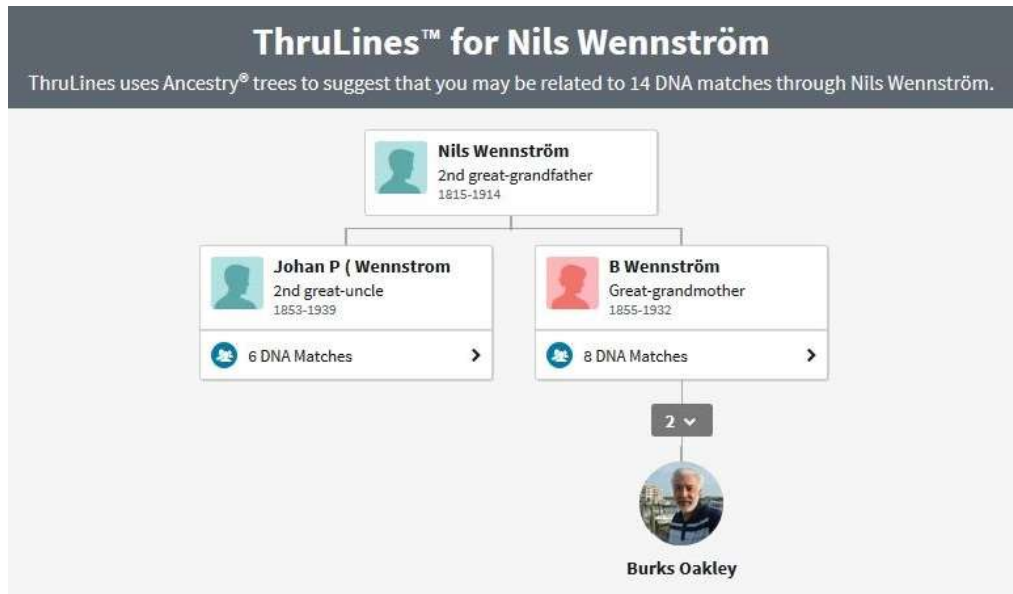 ThruLines™ for Nils Wennström
ThruLines uses Ancestry® trees to suggest that you may be related to 14 DNA matches through Nils Wennström.
Nils Wennström
2nd great-grandfather
1815-1914
Johan P ( Wennstrom
2nd great-uncle
1853-1939
6 DNA Matches
B Wennström
Great-grandmother
1855-1932
8 DNA Matches
2
Burks Oakley